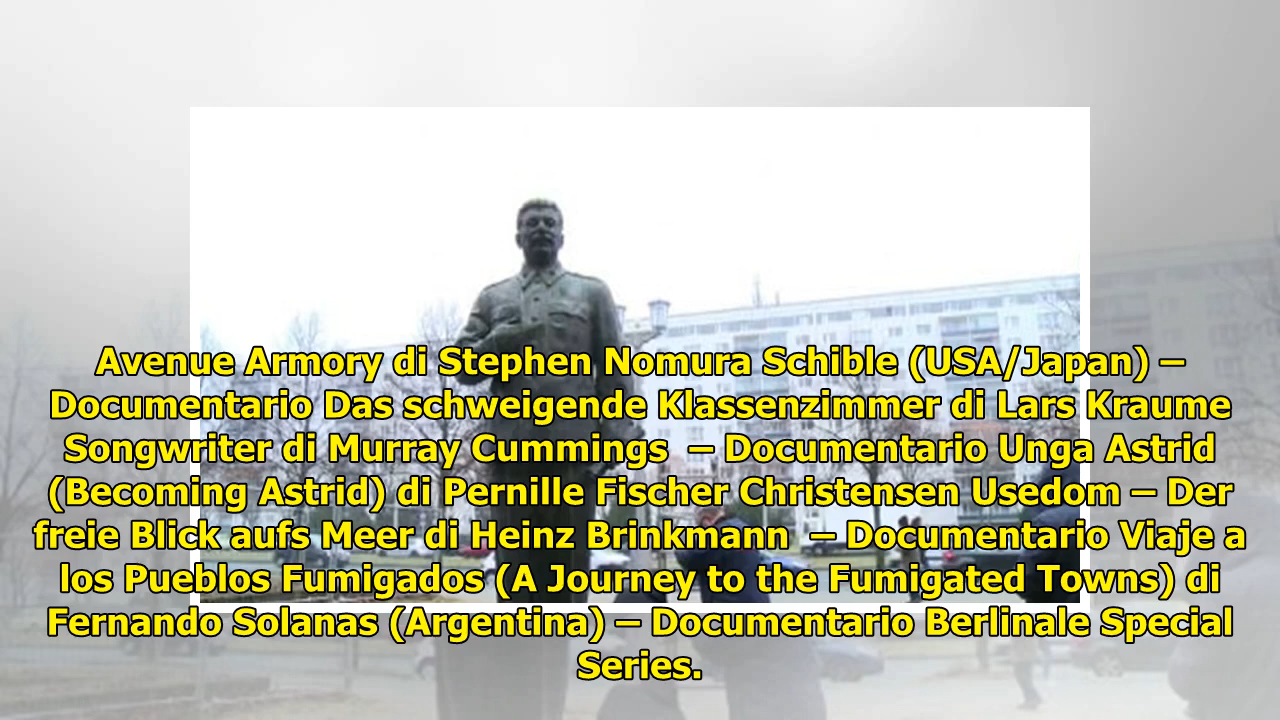 Avenue Armory di Stephen Nomura Schible (USA/Japan) –
Documentario Das schweigende Klassenzimmer di Lars Kraume
Songwriter di Murray Cummings – Documentario Unga Astrid
(Becoming Astrid) di Pernille Fischer Christensen Usedom – Der
freie Blick aufs Meer di Heinz Brinkmann – Documentario Viaje a
los Pueblos Fumigados (A Journey to the Fumigated Towns) di
Fernando Solanas (Argentina) – Documentario Berlinale Special
Series.